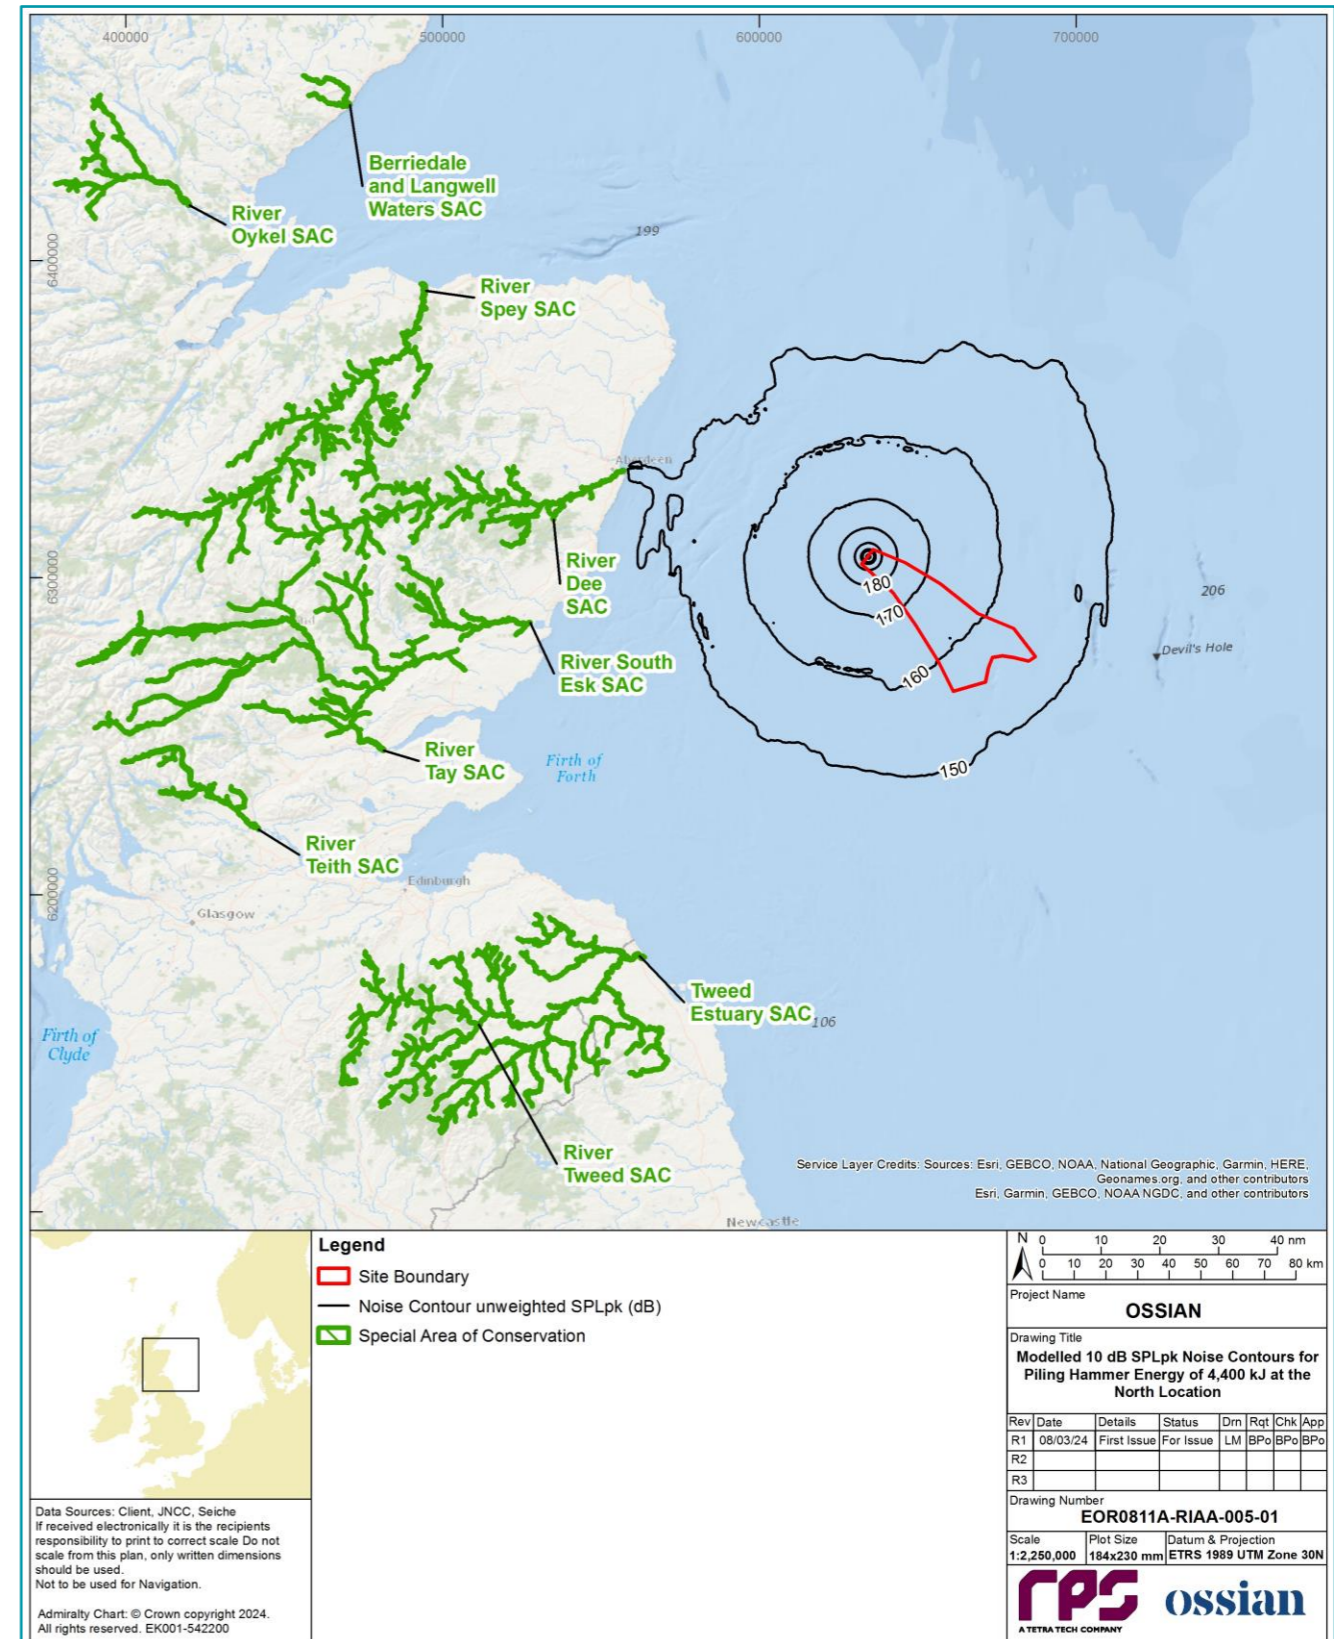 400000
500000
600000
700000
6400000
6300000
6200000
Berriedale
and Langwell
Waters SAC
River
Oykel SAC
199
River
Spey SAC
Aberdeen
River
Dee
SAC
180
170
160
150
206
Devil's Hole
River South
Esk SAC
River
Tay SAC
Firth of
Forth
River
Teith SAC
Edinburgh
Glasgow
Tweed
Estuary SAC
106
Firth of
Clyde
River
Tweed SAC
Newcastle
Service Layer Credits: Sources: Esri, GEBCO, NOAA, National Geographic, Garmin, HERE,
Geonames.org, and other contributors
Esri, Garmin, GEBCO, NOAA NGDC, and other contributors
Legend
Site Boundary
Noise Contour unweighted SPLpk (dB)
Special Area of Conservation
Data Sources: Client, JNCC, Seiche
If received electronically it is the recipients
responsibility to print to correct scale Do not
scale from this plan, only written dimensions
should be used.
Not to be used for Navigation.
Admiralty Chart: © Crown copyright 2024.
All rights reserved. EK001-542200
N
0 10 20 30 40 nm
0 10 20 30 40 50 60 70 80 km
Project Name
OSSIAN
Drawing Title
Modelled 10 dB SPLpk Noise Contours for
Piling Hammer Energy of 4,400 kJ at the
North Location
Rev Date Details Status Drn Rqt Chk App
R1 08/03/24 First Issue For Issue LM BPo BPo BPo
R2
R3
Drawing Number
EOR0811A-RIAA-005-01
Scale Plot Size Datum & Projection
1:2,250,000 184x230 mm ETRS 1989 UTM Zone 30N
rps ossian
A TETRA TECH COMPANY